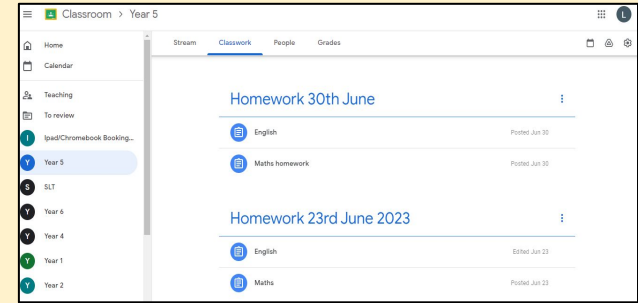 Classroom > Year 5
L
Stream Classwork People Grades
Home
Calendar
Teaching
To review
I Ipad/Chromebook Booking...
Y Year 5
S SLT
Y Year 6
Y Year 4
Y Year 1
Y Year 2
Homework 30th June
English Posted Jun 30
Maths homework Posted Jun 30
Homework 23rd June 2023
English Edited Jun 23
Maths Posted Jun 23